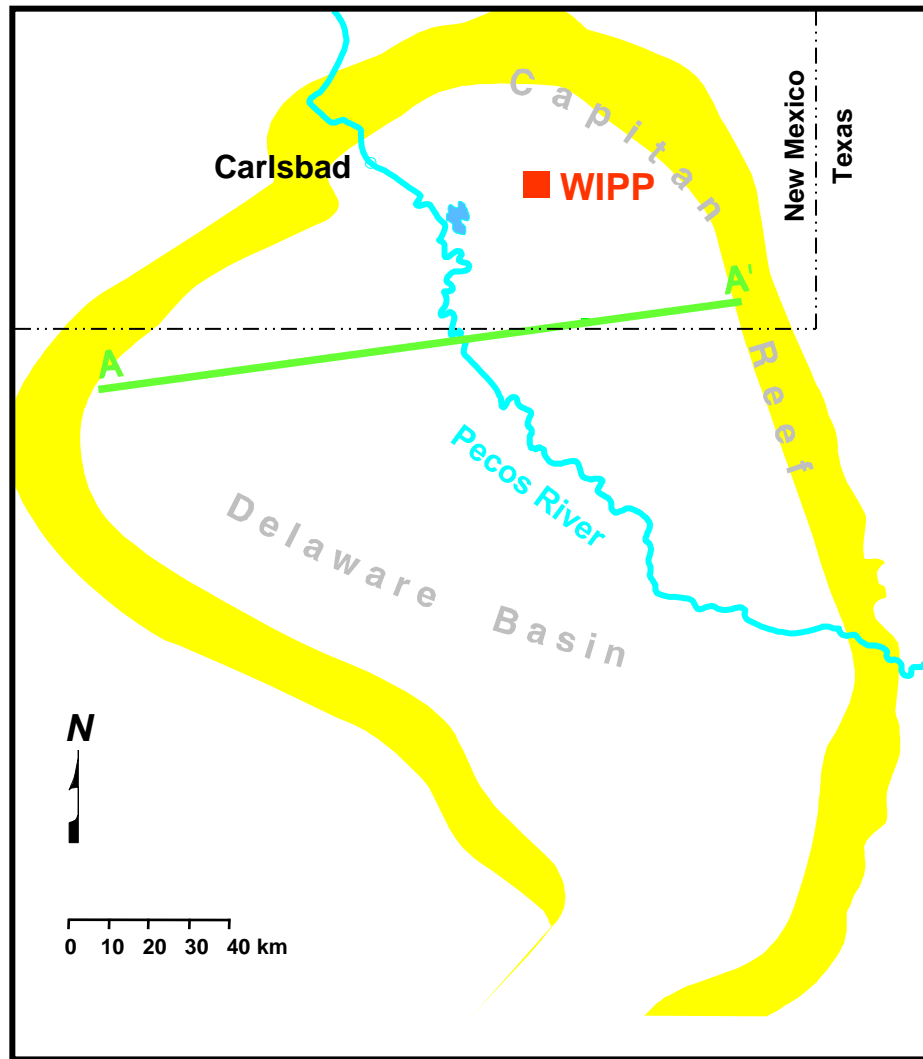 Capitan
Reef
New Mexico
Texas
Carlsbad
WIPP
A
A'
Pecos River
Delaware Basin
N
0 10 20 30 40 km